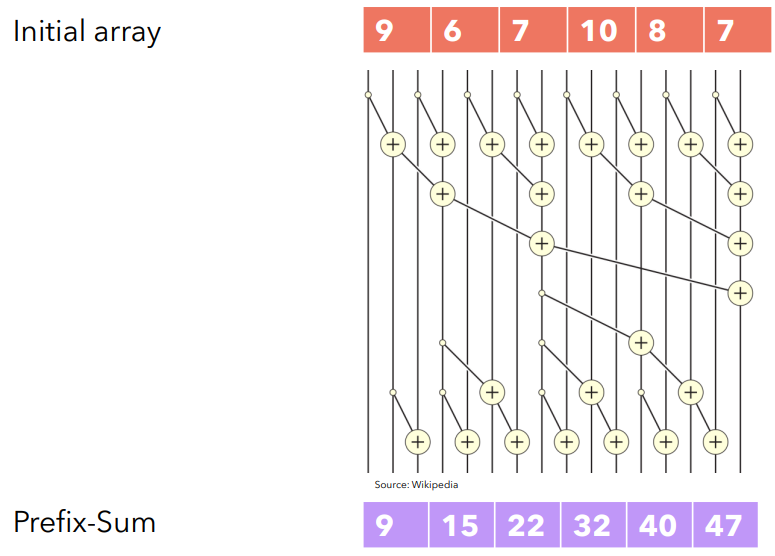 Initial array
9 6 7 10 8 7
+ + + + + + + +
+ + + +
+ +
+
+
+ + +
+ + + + + + +
Source: Wikipedia
Prefix-Sum
9 15 22 32 40 47